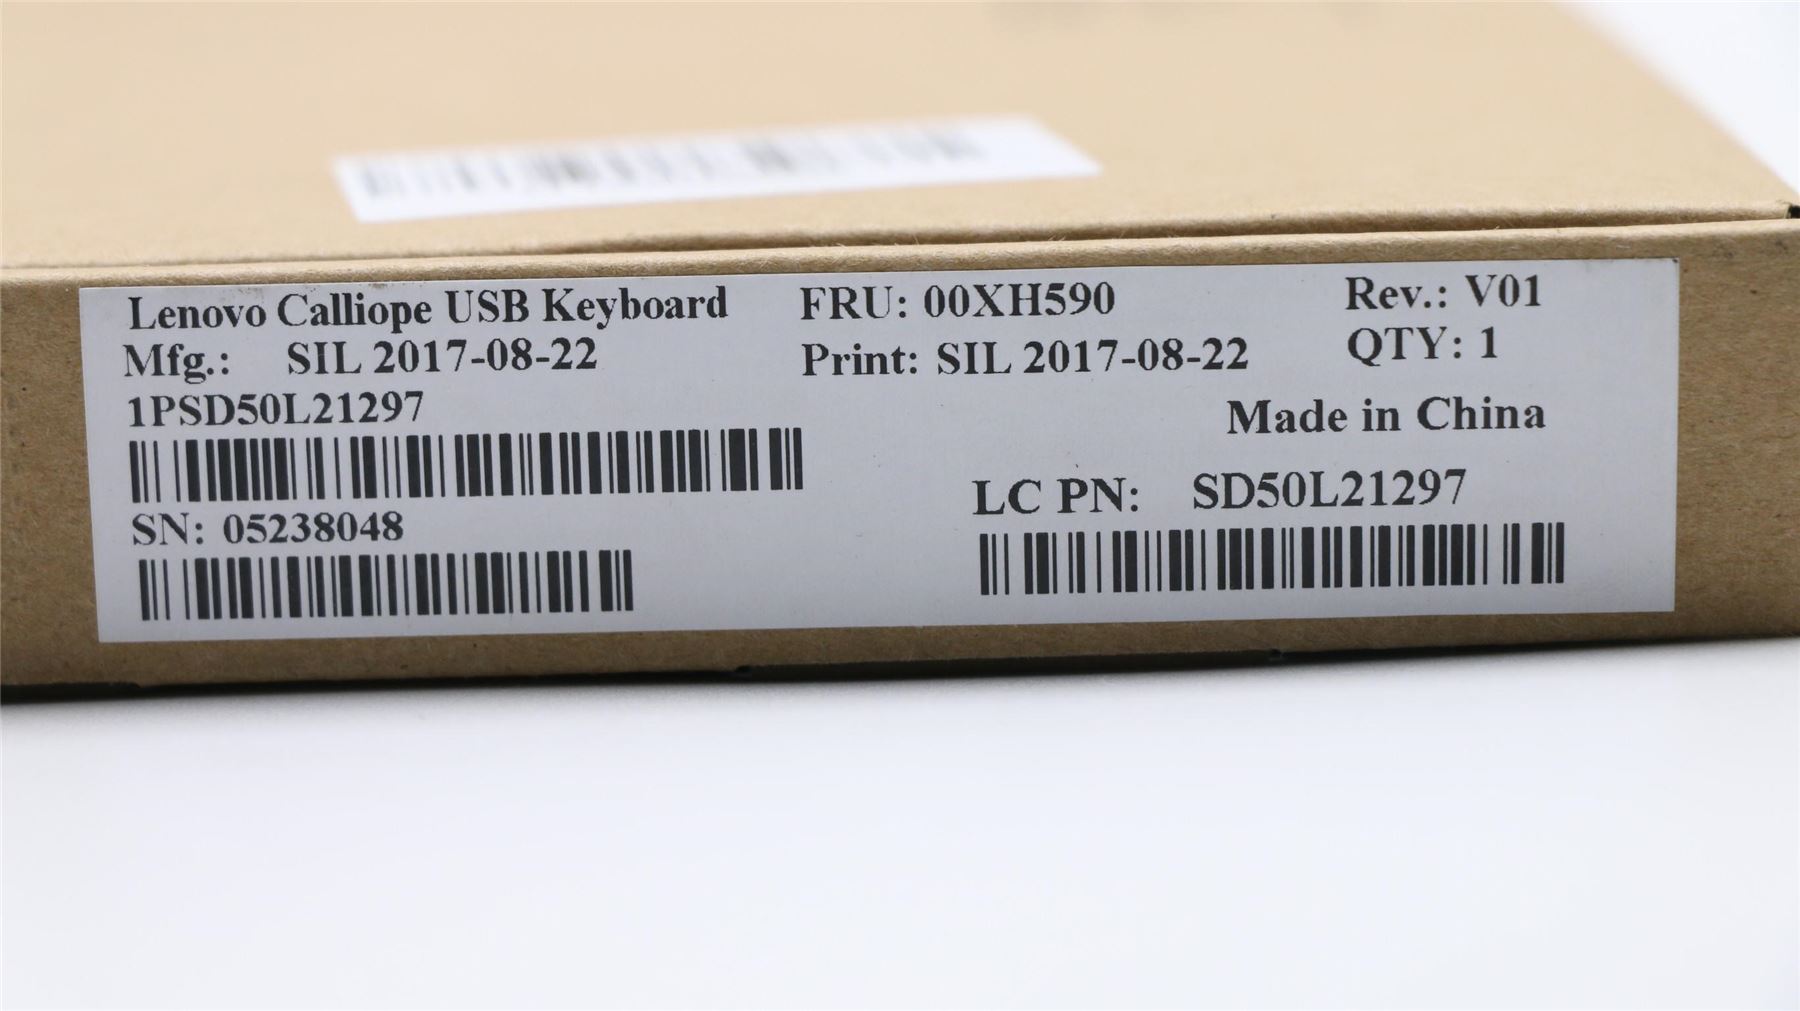 Lenovo Calliope USB Keyboard FRU: 00XH590 Rev.: V01
Mfg.: SIL 2017-08-22 Print: SIL 2017-08-22 QTY: 1
1PSD50L21297
Made in China
SN: 05238048
LC PN: SD50L21297